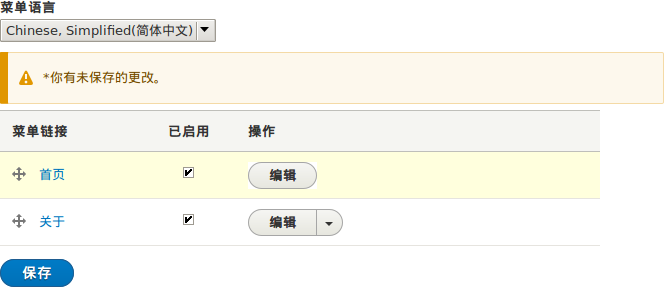 菜单语言
Chinese, Simplified(简体中文)
*你有未保存的更改。
菜单链接 已启用 操作
首页 编辑
关于 编辑
保存